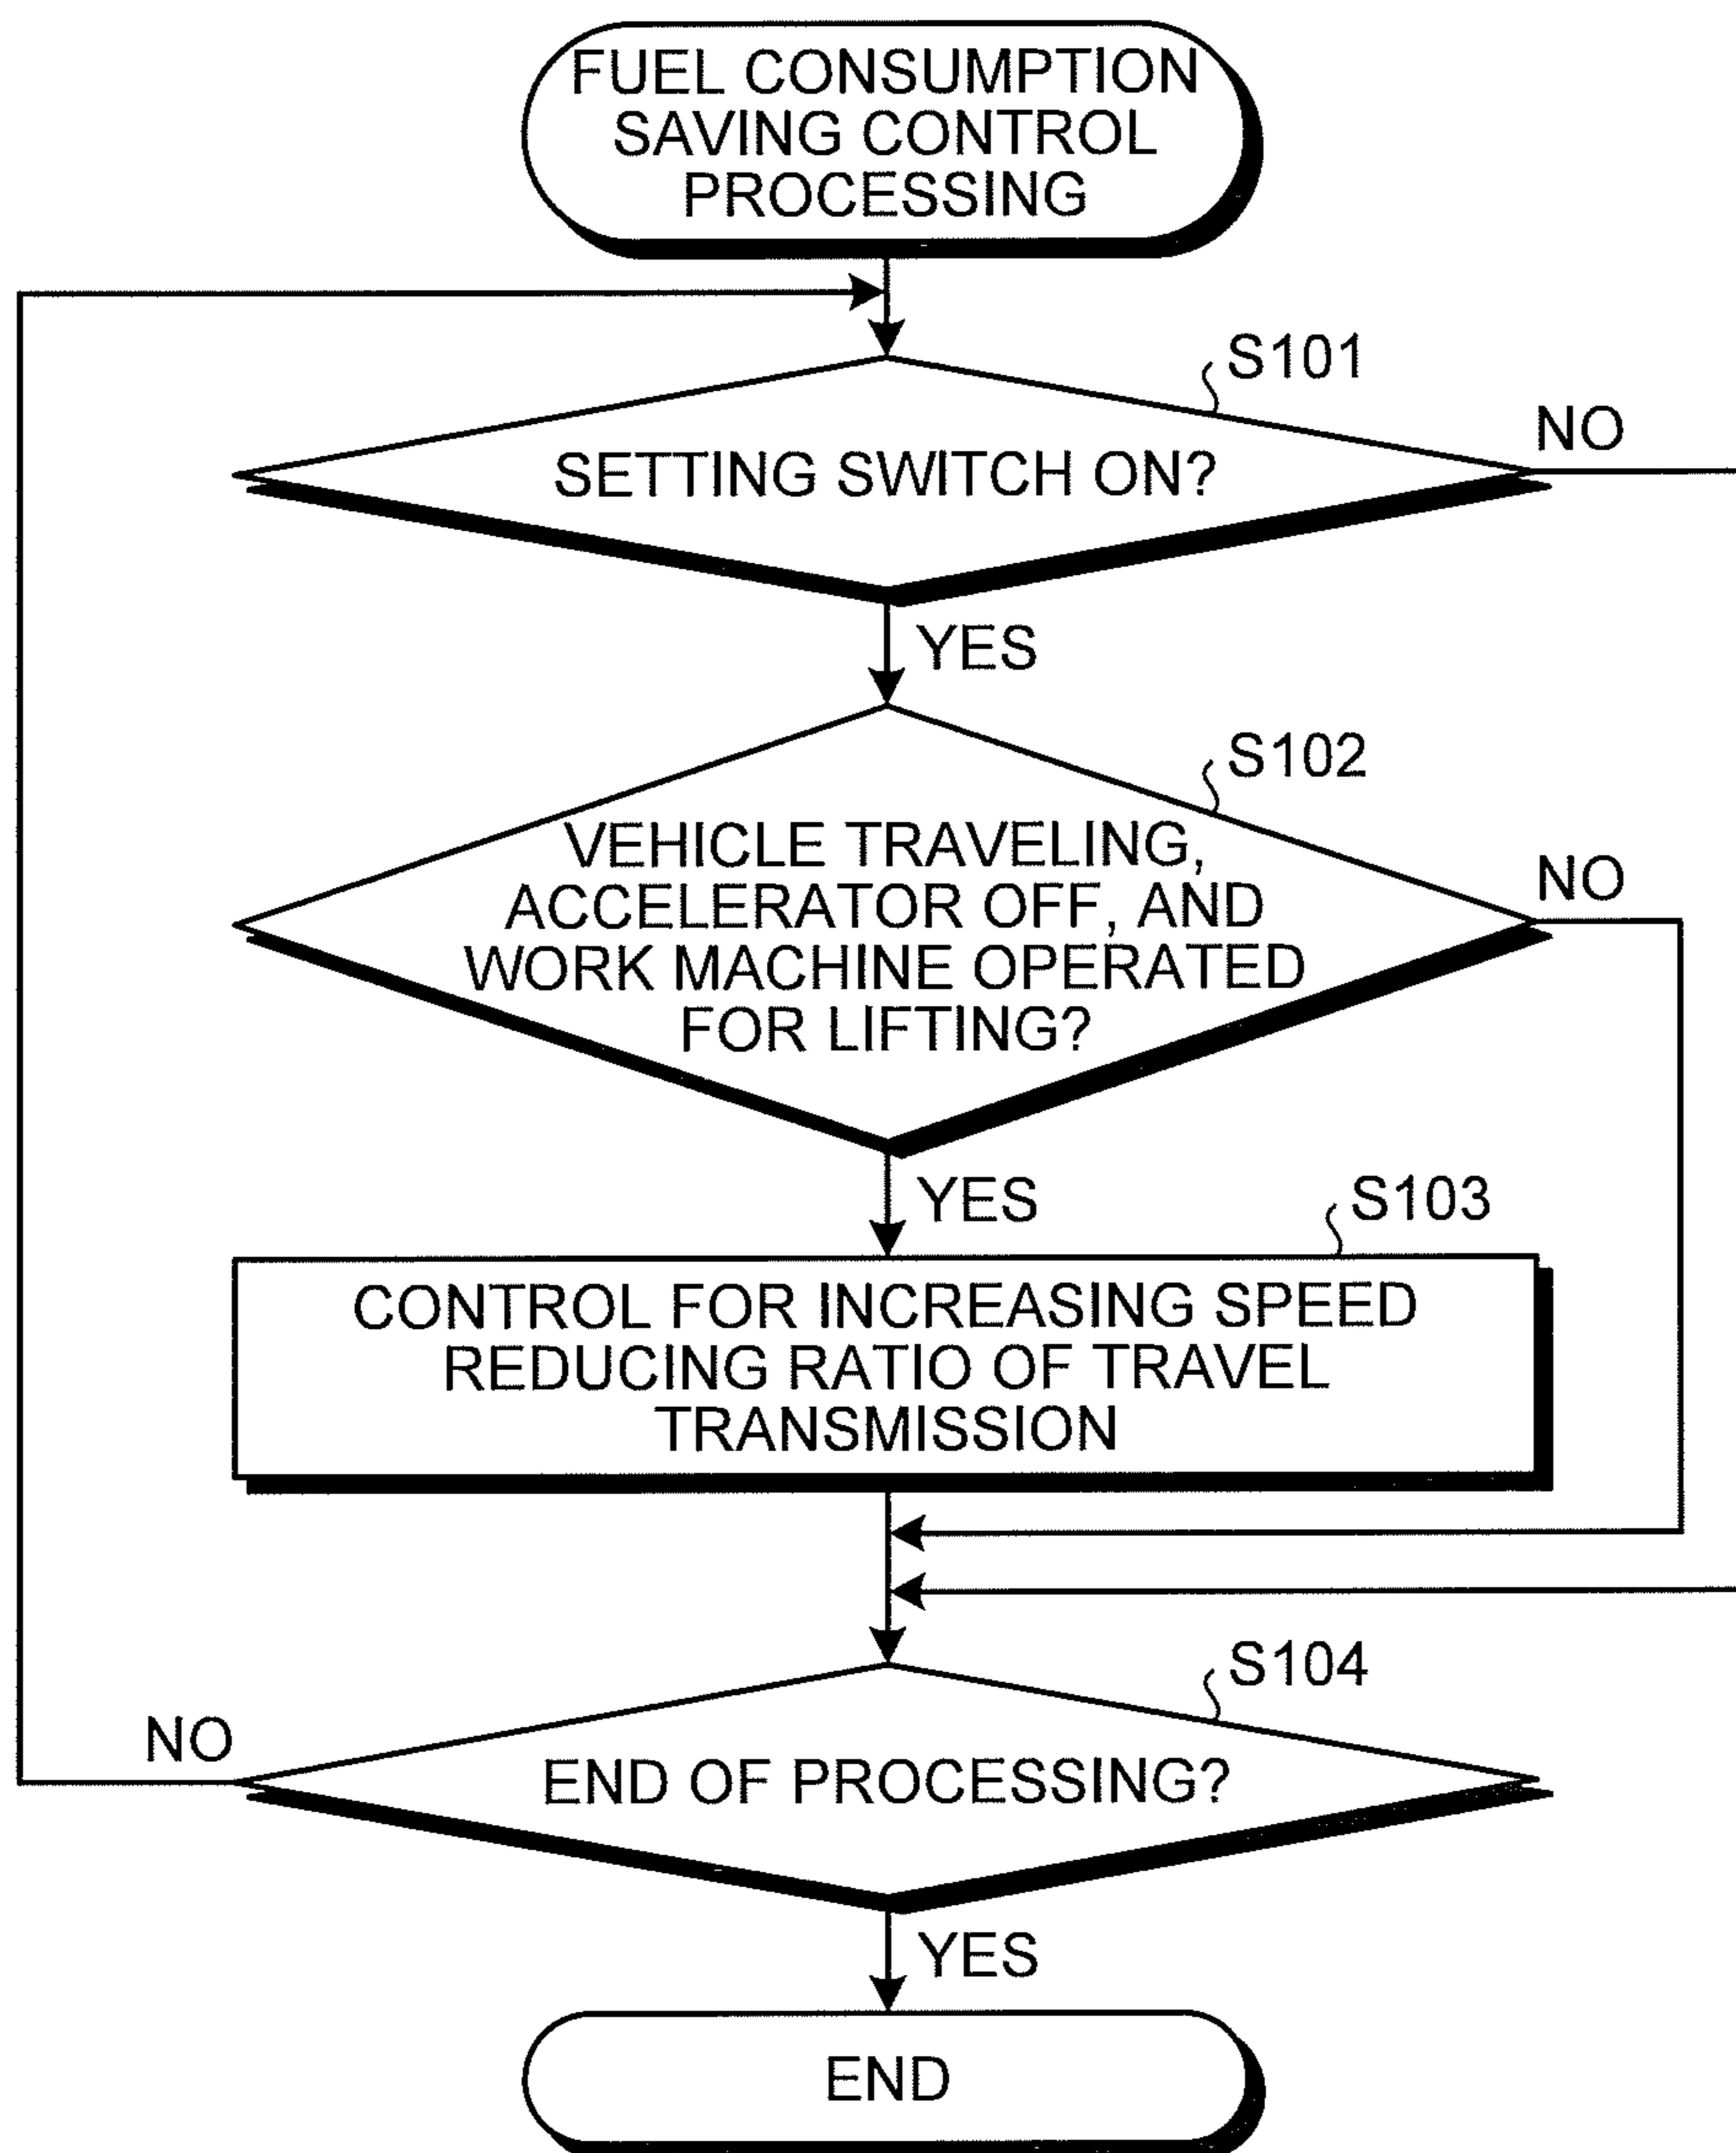 FUEL CONSUMPTION
SAVING CONTROL
PROCESSING
S101
NO
SETTING SWITCH ON?
YES
S102
NO
VEHICLE TRAVELING,
ACCELERATOR OFF, AND
WORK MACHINE OPERATED
FOR LIFTING?
YES
S103
CONTROL FOR INCREASING SPEED
REDUCING RATIO OF TRAVEL
TRANSMISSION
S104
NO
END OF PROCESSING?
YES
END